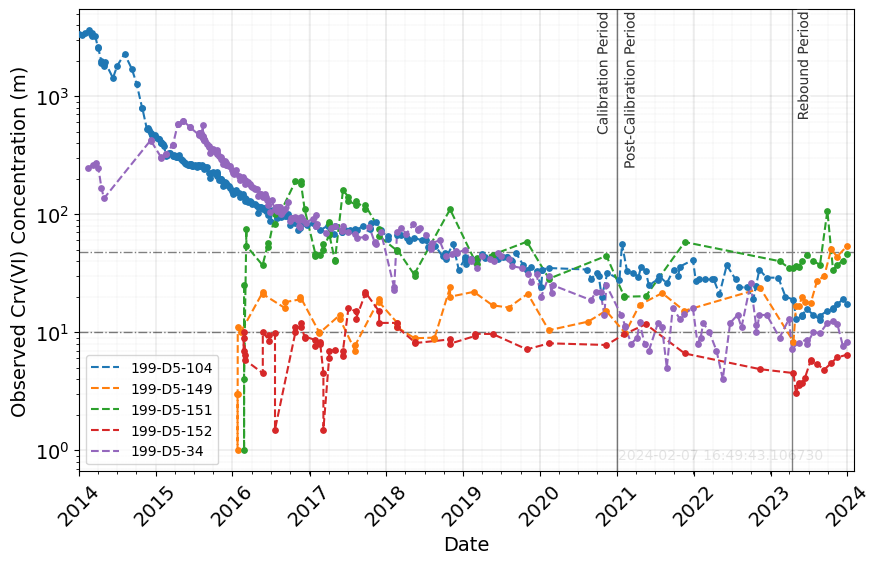 Observed Crv(VI) Concentration (m)
10³
10²
10¹
10⁰
Calibration Period
Post-Calibration Period
Rebound Period
199-D5-104
199-D5-149
199-D5-151
199-D5-152
199-D5-34
2024-02-07 16:49:43.106730
2014 2015 2016 2017 2018 2019 2020 2021 2022 2023 2024
Date